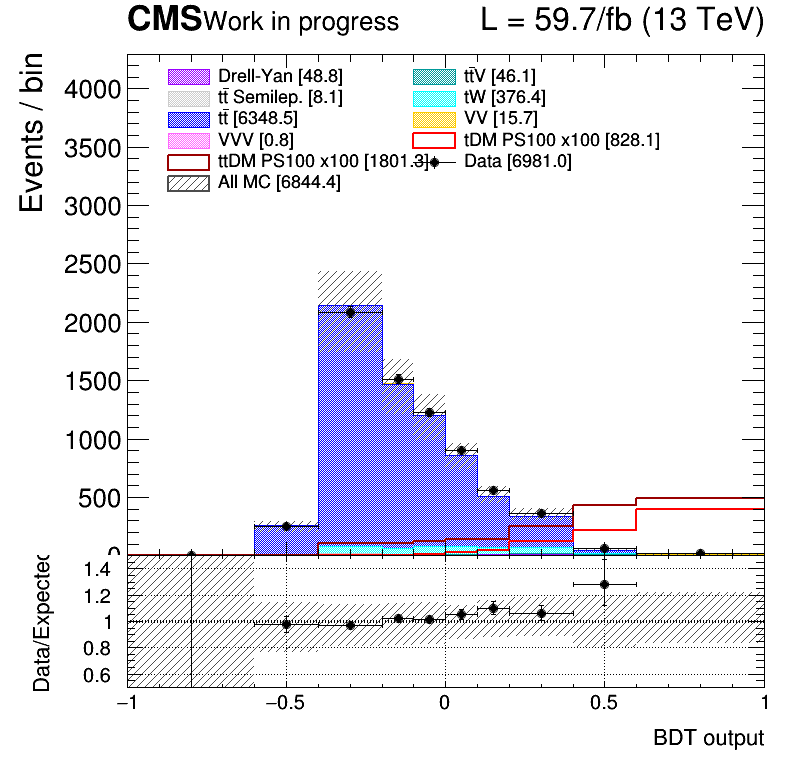 CMS Work in progress L = 59.7/fb (13 TeV)
Events / bin
Drell-Yan [48.8] tt̄V [46.1]
tt̄ Semilep. [8.1] tW [376.4]
tt̄ [6348.5] VV [15.7]
VVV [0.8] tDM PS100 x100 [828.1]
ttDM PS100 x100 [1801.3] Data [6981.0]
All MC [6844.4]
4000
3500
3000
2500
2000
1500
1000
500
0
Data/Expected
1.4
1.2
1
0.8
0.6
−1 −0.5 0 0.5 1
BDT output